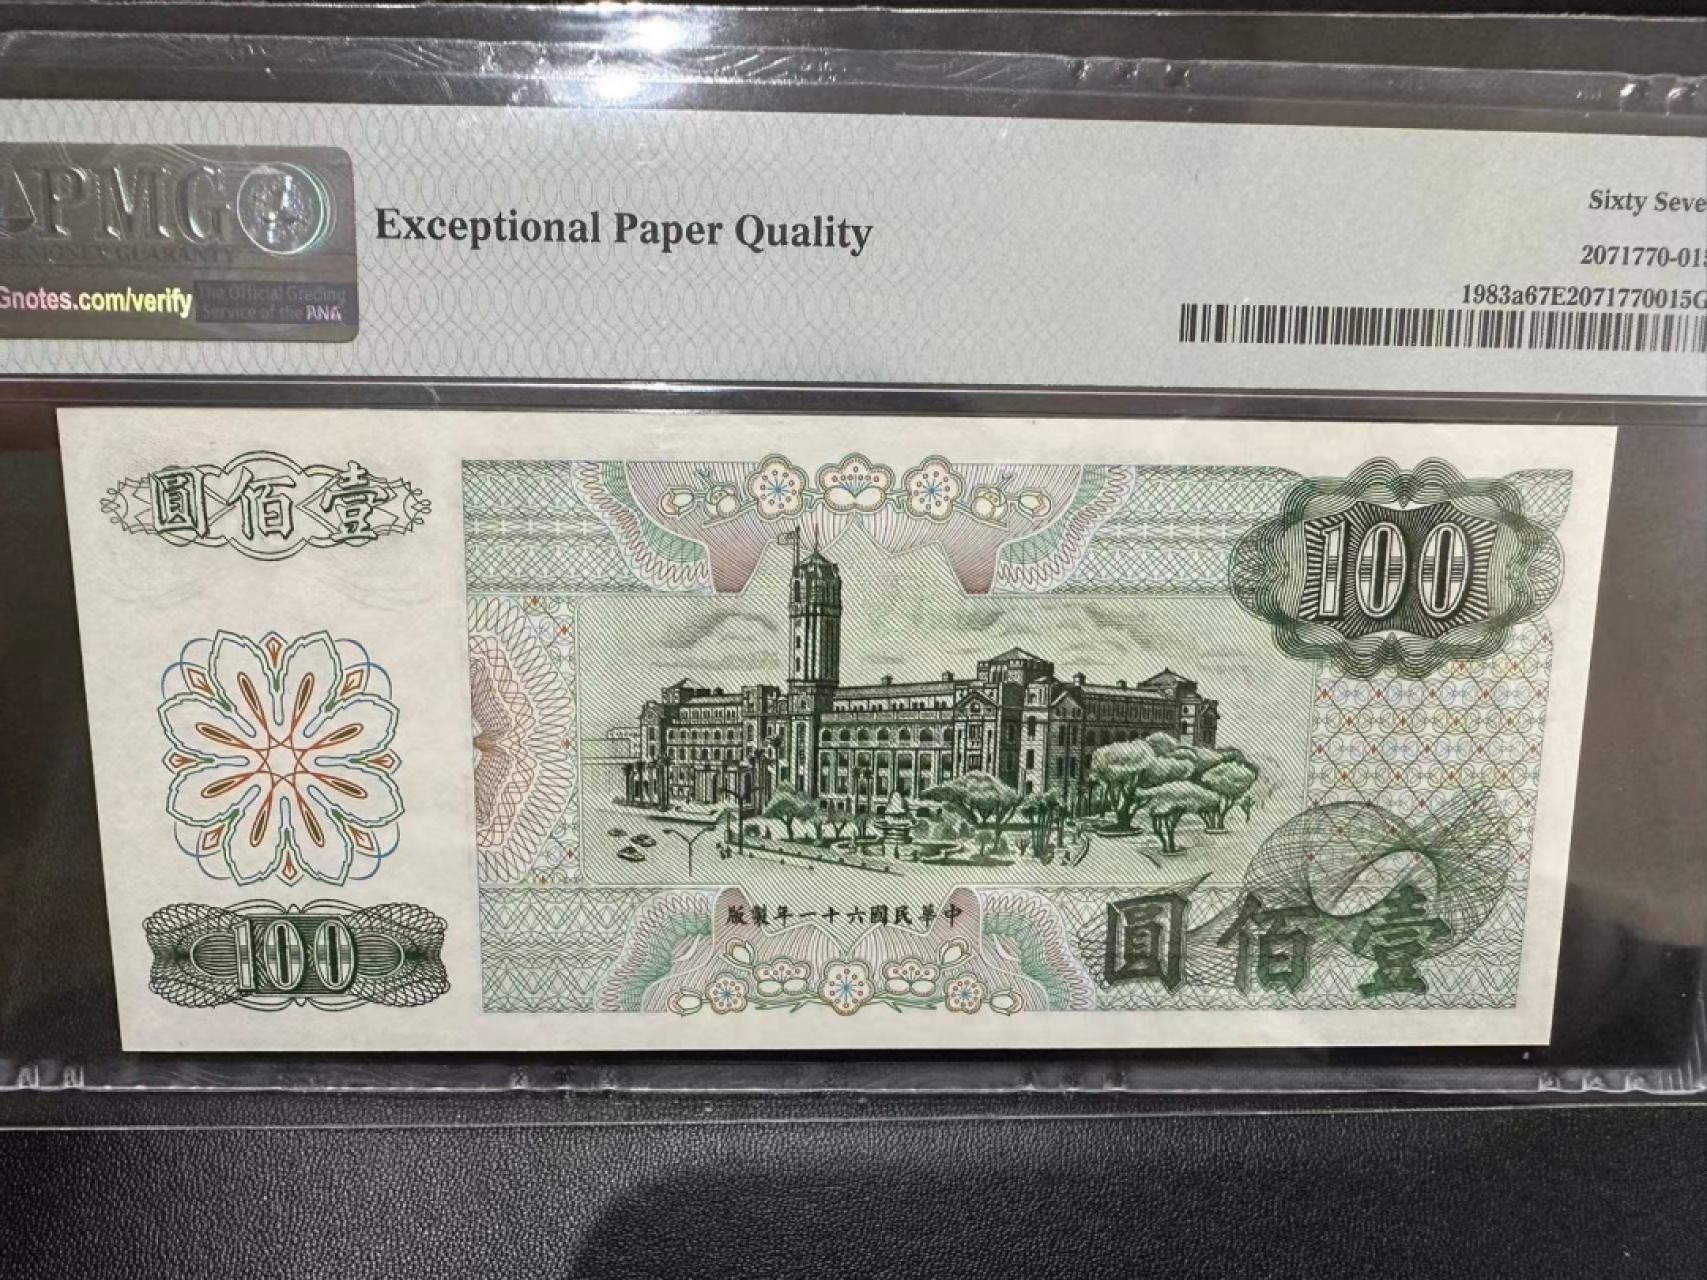 PMG
Gnotes.com/verify
The Official Grading
Service of the ANA
Exceptional Paper Quality
Sixty Seve
2071770-015
1983a67E2071770015G
圓佰壹
100
100
版製年一十六國民華中
圓佰壹